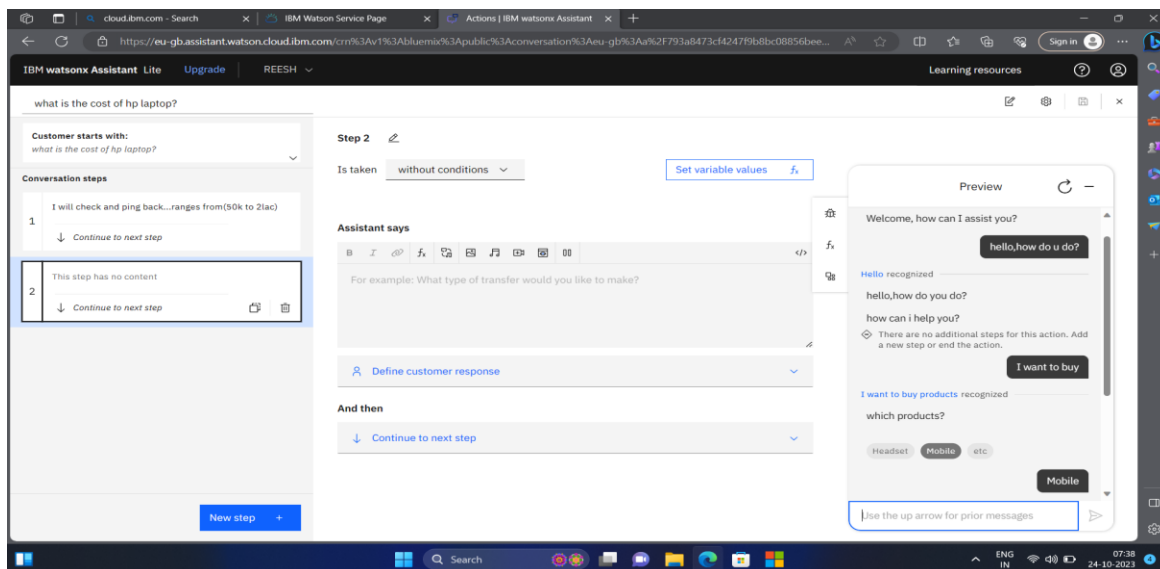 cloud.ibm.com - Search
IBM Watson Service Page
Actions | IBM watsonx Assistant
https://eu-gb.assistant.watson.cloud.ibm.com/crn%3Av1%3Abluemix%3Apublic%3Aconversation%3Aeu-gb%3Aa%2F793a8473cf4247f9b8bc08856bee...
Sign in
IBM watsonx Assistant Lite Upgrade REESH
Learning resources
what is the cost of hp laptop?
Customer starts with:
what is the cost of hp laptop?
Conversation steps
1
I will check and ping back...ranges from(50k to 2lac)
Continue to next step
2
This step has no content
Continue to next step
New step +
Step 2
Is taken without conditions
Set variable values fx
Assistant says
B I fx
</>
For example: What type of transfer would you like to make?
Define customer response
And then
Continue to next step
fx
Preview
Welcome, how can I assist you?
hello,how do u do?
Hello recognized
hello,how do you do?
how can i help you?
There are no additional steps for this action. Add
a new step or end the action.
I want to buy
I want to buy products recognized
which products?
Headset Mobile etc
Mobile
Use the up arrow for prior messages
Search
ENG
IN
07:38
24-10-2023
4